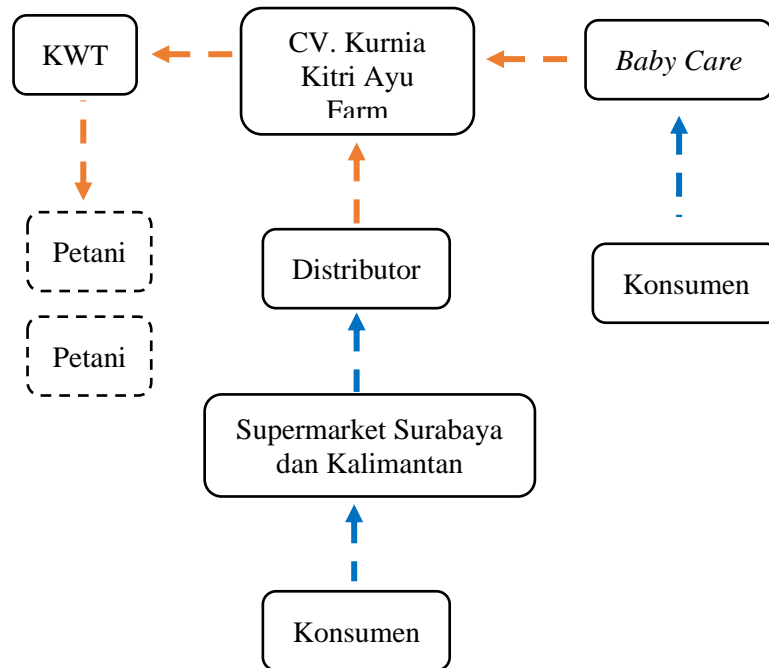 KWT
CV. Kurnia
Kitri Ayu
Farm
Baby Care
Petani
Distributor
Konsumen
Petani
Supermarket Surabaya
dan Kalimantan
Konsumen